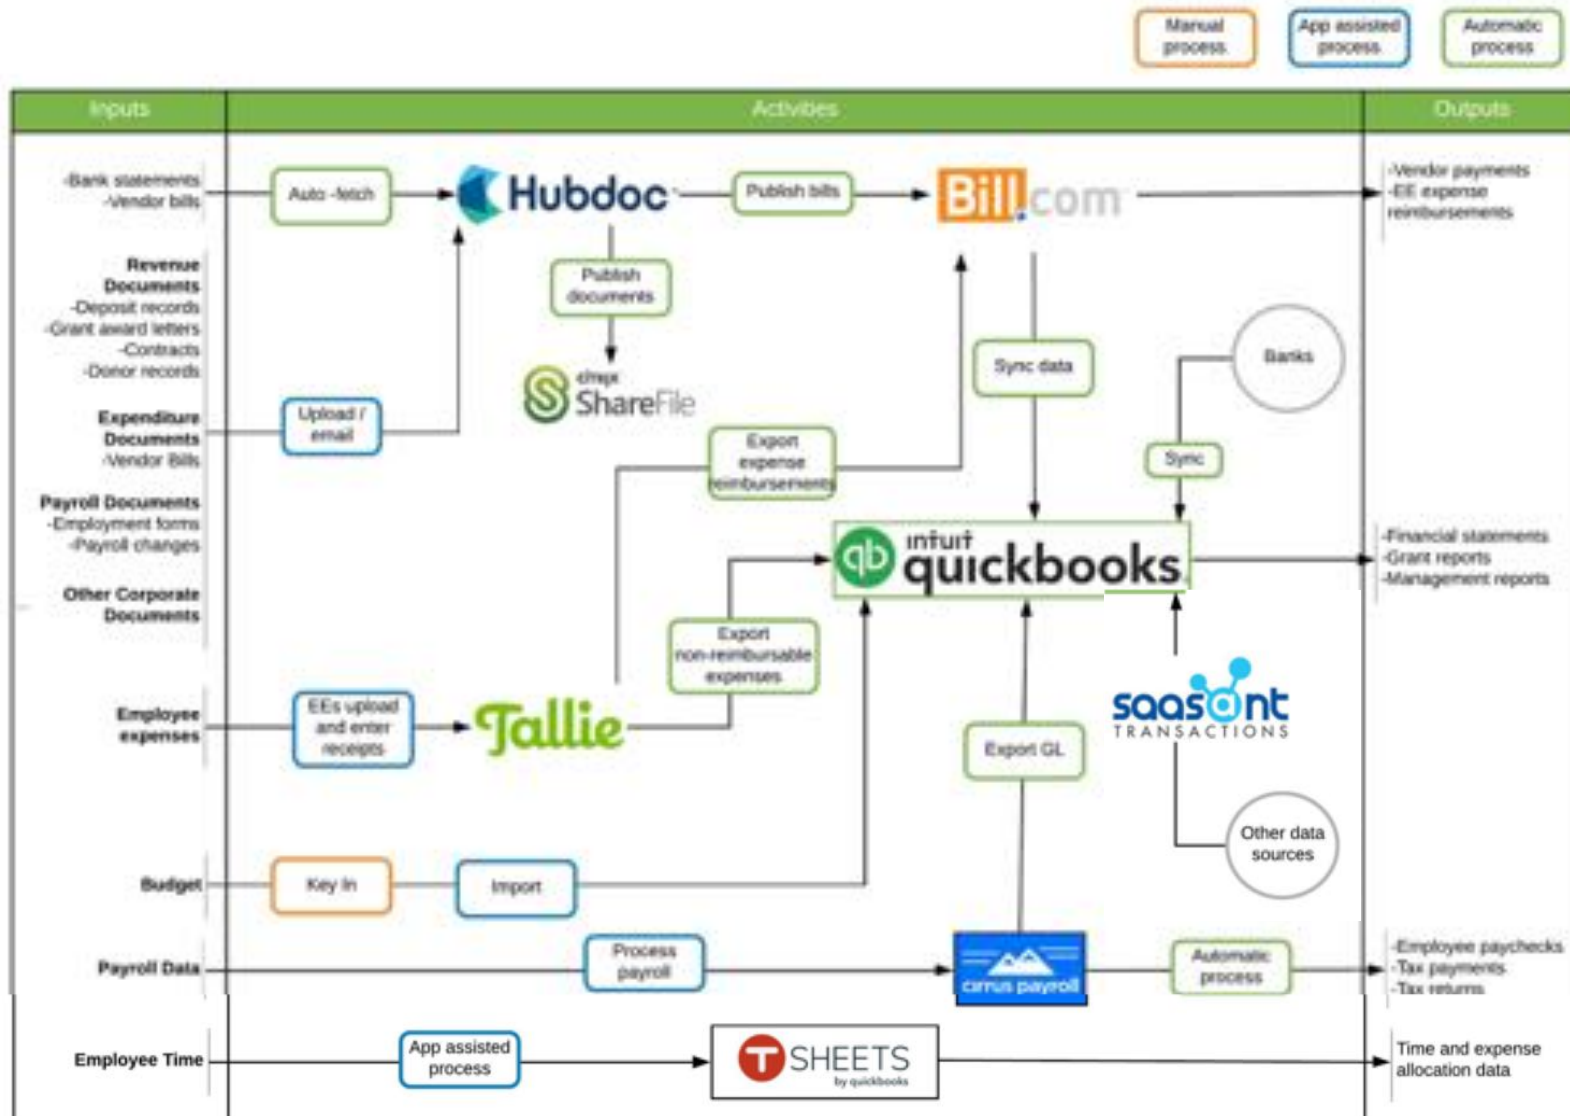 Manual
process
App assisted
process
Automatic
process
Inputs
Activities
Outputs
-Bank statements
-Vendor bills
Auto -fetch
Hubdoc
Publish bills
Bill.com
-Vendor payments
-EE expense
reimbursements
Revenue
Documents
-Deposit records
-Grant award letters
-Contracts
-Donor records
Publish
documents
citrix
ShareFile
Sync data
Banks
Expenditure
Documents
-Vendor Bills
Upload /
email
Export
expense
reimbursements
Sync
Payroll Documents
-Employment forms
-Payroll changes
intuit
qb
quickbooks.
-Financial statements
-Grant reports
-Management reports
Other Corporate
Documents
Export
non-reimbursable
expenses
Employee
expenses
EEs upload
and enter
receipts
Tallie
Export GL
saasant
TRANSACTIONS
Other data
sources
Budget
Key In
Import
Payroll Data
Process
payroll
cirrus payroll
Automatic
process
-Employee paychecks
-Tax payments
-Tax returns
Employee Time
App assisted
process
T SHEETS
by quickbooks
Time and expense
allocation data